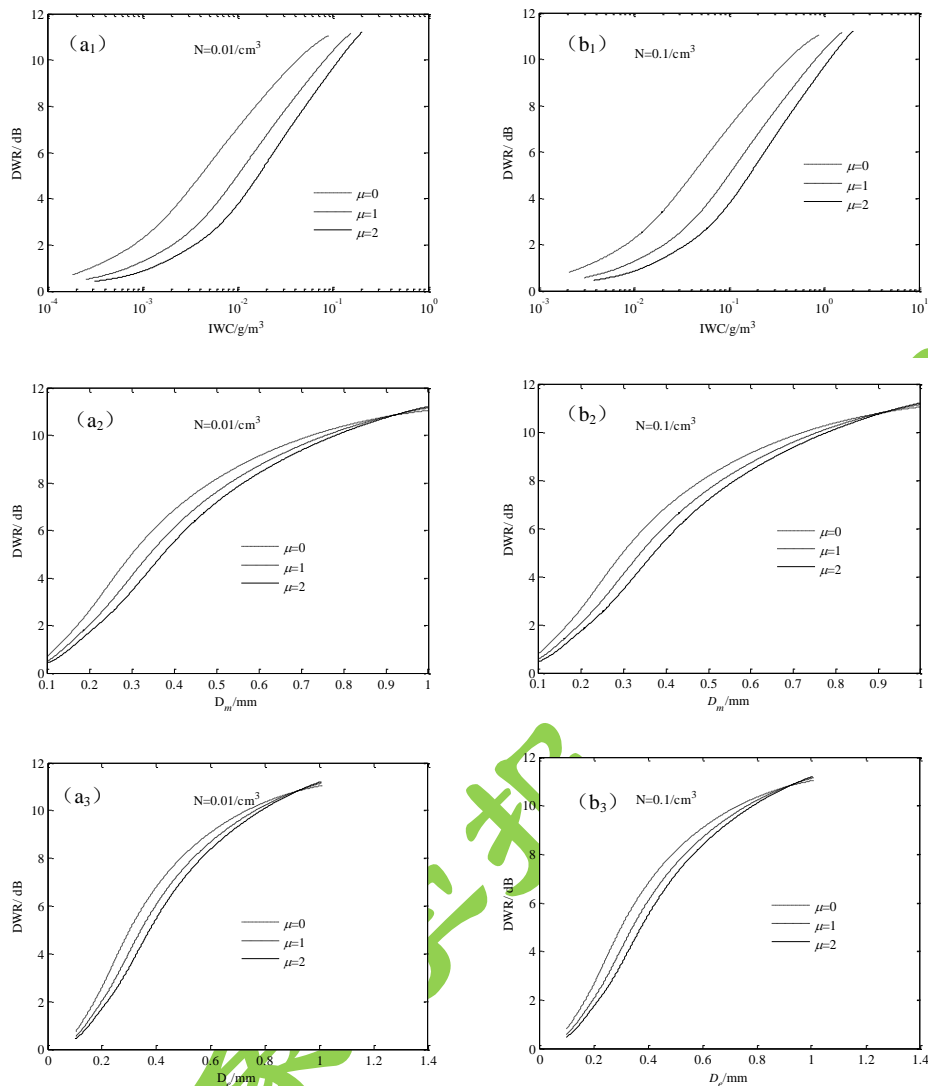 (a₁)
N=0.01/cm³
DWR/ dB
12
10
8
6
4
2
0
μ=0
μ=1
μ=2
10⁻⁴ 10⁻³ 10⁻² 10⁻¹ 10⁰
IWC/g/m³
(b₁)
N=0.1/cm³
DWR/ dB
12
10
8
6
4
2
0
μ=0
μ=1
μ=2
10⁻³ 10⁻² 10⁻¹ 10⁰ 10¹
IWC/g/m³
(a₂)
N=0.01/cm³
DWR/ dB
12
10
8
6
4
2
0
μ=0
μ=1
μ=2
0.1 0.2 0.3 0.4 0.5 0.6 0.7 0.8 0.9 1
Dₘ/mm
(b₂)
N=0.1/cm³
DWR/ dB
12
10
8
6
4
2
0
μ=0
μ=1
μ=2
0.1 0.2 0.3 0.4 0.5 0.6 0.7 0.8 0.9 1
Dₘ/mm
(a₃)
N=0.01/cm³
DWR/ dB
12
10
8
6
4
2
0
μ=0
μ=1
μ=2
0 0.2 0.4 0.6 0.8 1 1.2 1.4
Dₑ/mm
(b₃)
N=0.1/cm³
DWR/ dB
12
10
8
6
4
2
0
μ=0
μ=1
μ=2
0 0.2 0.4 0.6 0.8 1 1.2 1.4
Dₑ/mm